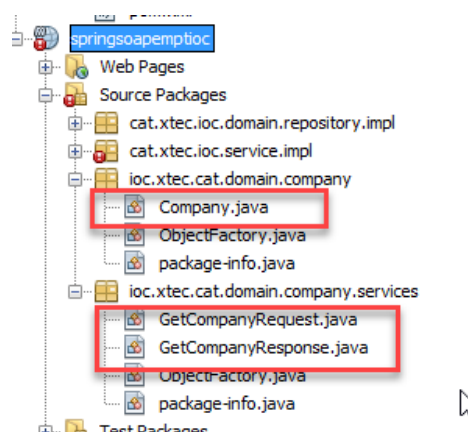 springsoapemptioc
Web Pages
Source Packages
cat.xtec.ioc.domain.repository.impl
cat.xtec.ioc.service.impl
ioc.xtec.cat.domain.company
Company.java
ObjectFactory.java
package-info.java
ioc.xtec.cat.domain.company.services
GetCompanyRequest.java
GetCompanyResponse.java
ObjectFactory.java
package-info.java
Test Packages